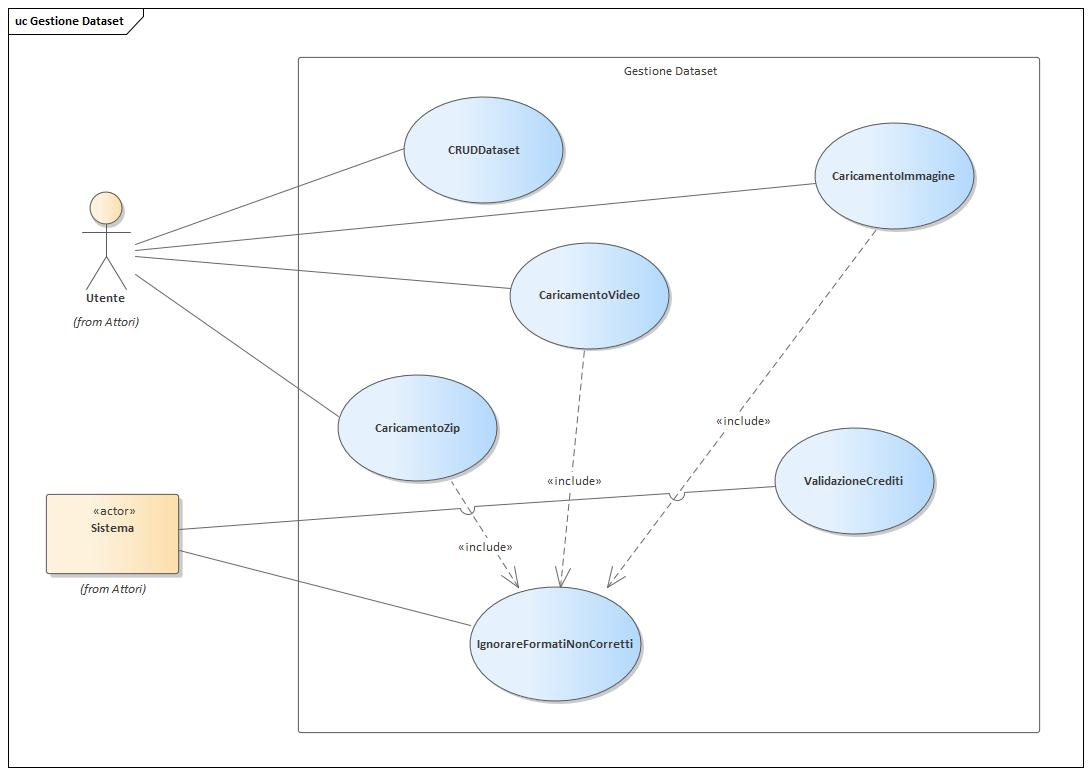 uc Gestione Dataset
Gestione Dataset
CRUDDataset
CaricamentoImmagine
Utente
(from Attori)
CaricamentoVideo
CaricamentoZip
«include»
ValidazioneCrediti
«include»
«actor»
Sistema
(from Attori)
«include»
IgnorareFormatiNonCorretti